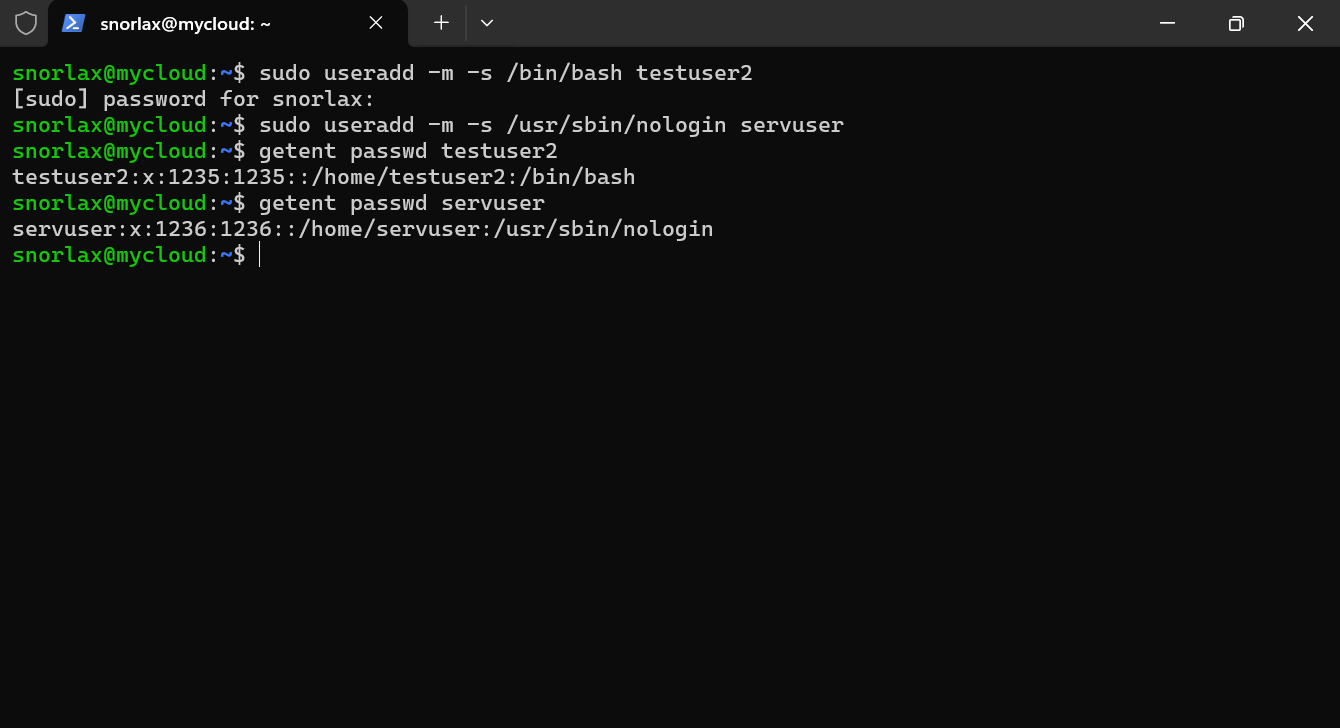 snorlax@mycloud: ~
snorlax@mycloud:~$ sudo useradd -m -s /bin/bash testuser2
[sudo] password for snorlax:
snorlax@mycloud:~$ sudo useradd -m -s /usr/sbin/nologin servuser
snorlax@mycloud:~$ getent passwd testuser2
testuser2:x:1235:1235::/home/testuser2:/bin/bash
snorlax@mycloud:~$ getent passwd servuser
servuser:x:1236:1236::/home/servuser:/usr/sbin/nologin
snorlax@mycloud:~$